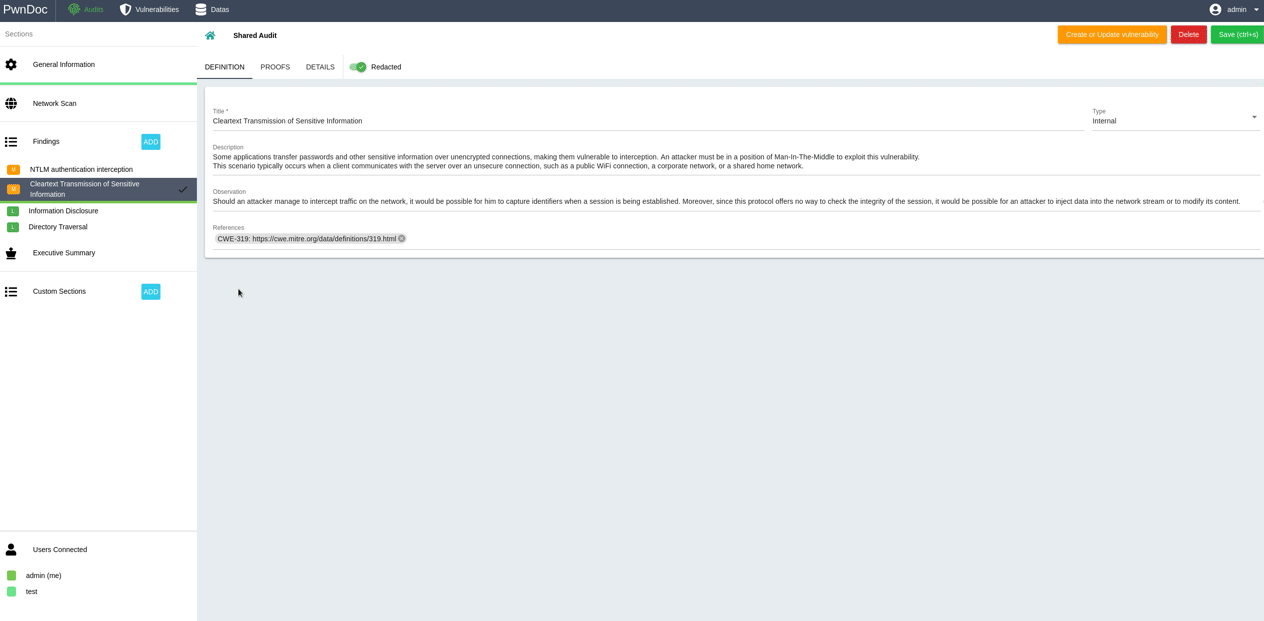 PwnDoc
Audits
Vulnerabilities
Datas
admin
Sections
General Information
Network Scan
Findings
ADD
M
NTLM authentication interception
M
Cleartext Transmission of Sensitive
Information
L
Information Disclosure
L
Directory Traversal
Executive Summary
Custom Sections
ADD
Users Connected
admin (me)
test
Shared Audit
Create or Update vulnerability
Delete
Save (ctrl+s)
DEFINITION
PROOFS
DETAILS
Redacted
Title *
Cleartext Transmission of Sensitive Information
Type
Internal
Description
Some applications transfer passwords and other sensitive information over unencrypted connections, making them vulnerable to interception. An attacker must be in a position of Man-In-The-Middle to exploit this vulnerability.
This scenario typically occurs when a client communicates with the server over an unsecure connection, such as a public WiFi connection, a corporate network, or a shared home network.
Observation
Should an attacker manage to intercept traffic on the network, it would be possible for him to capture identifiers when a session is being established. Moreover, since this protocol offers no way to check the integrity of the session, it would be possible for an attacker to inject data into the network stream or to modify its content.
References
CWE-319: https://cwe.mitre.org/data/definitions/319.html